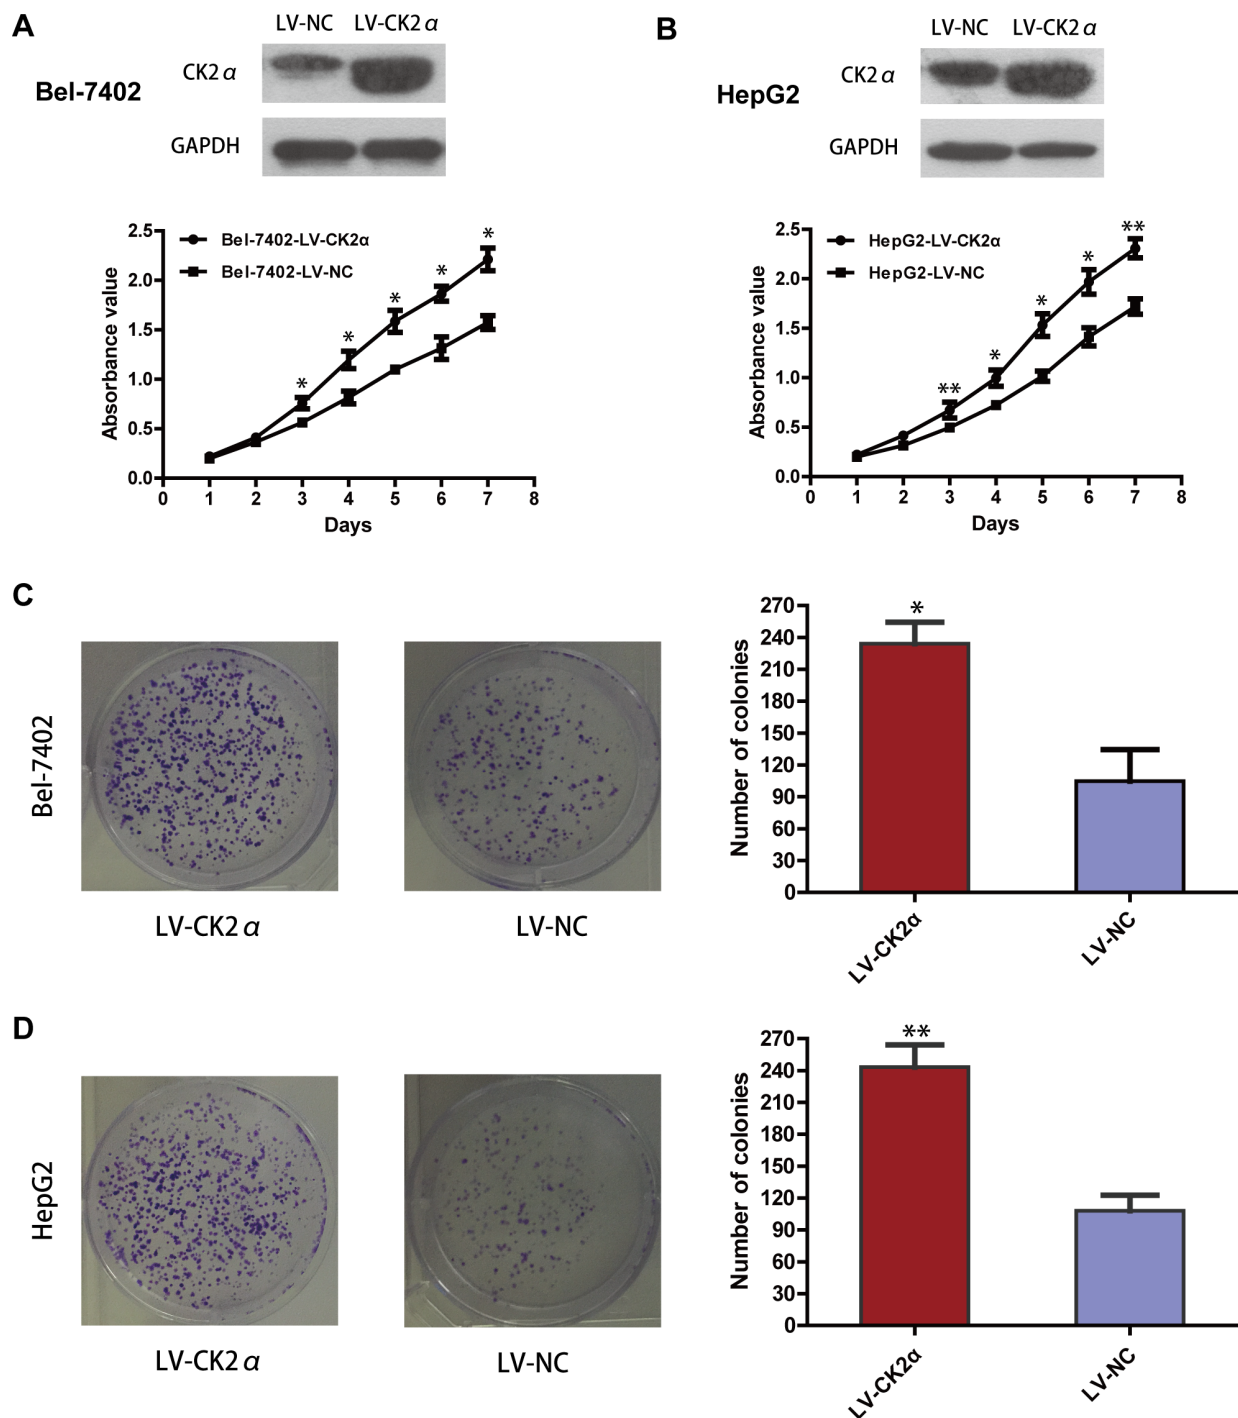 A
LV-NC LV-CK2α
CK2α
Bel-7402
GAPDH
2.5
2.0
1.5
1.0
0.5
0.0
Absorbance value
Bel-7402-LV-CK2α
Bel-7402-LV-NC
* * * * *
0 1 2 3 4 5 6 7 8
Days
B
LV-NC LV-CK2α
CK2α
HepG2
GAPDH
2.5
2.0
1.5
1.0
0.5
0.0
Absorbance value
HepG2-LV-CK2α
HepG2-LV-NC
** * * * **
0 1 2 3 4 5 6 7 8
Days
C
Bel-7402
LV-CK2α
LV-NC
Number of colonies
270
240
210
180
150
120
90
60
30
0
*
LV-CK2α
LV-NC
D
HepG2
LV-CK2α
LV-NC
Number of colonies
270
240
210
180
150
120
90
60
30
0
**
LV-CK2α
LV-NC